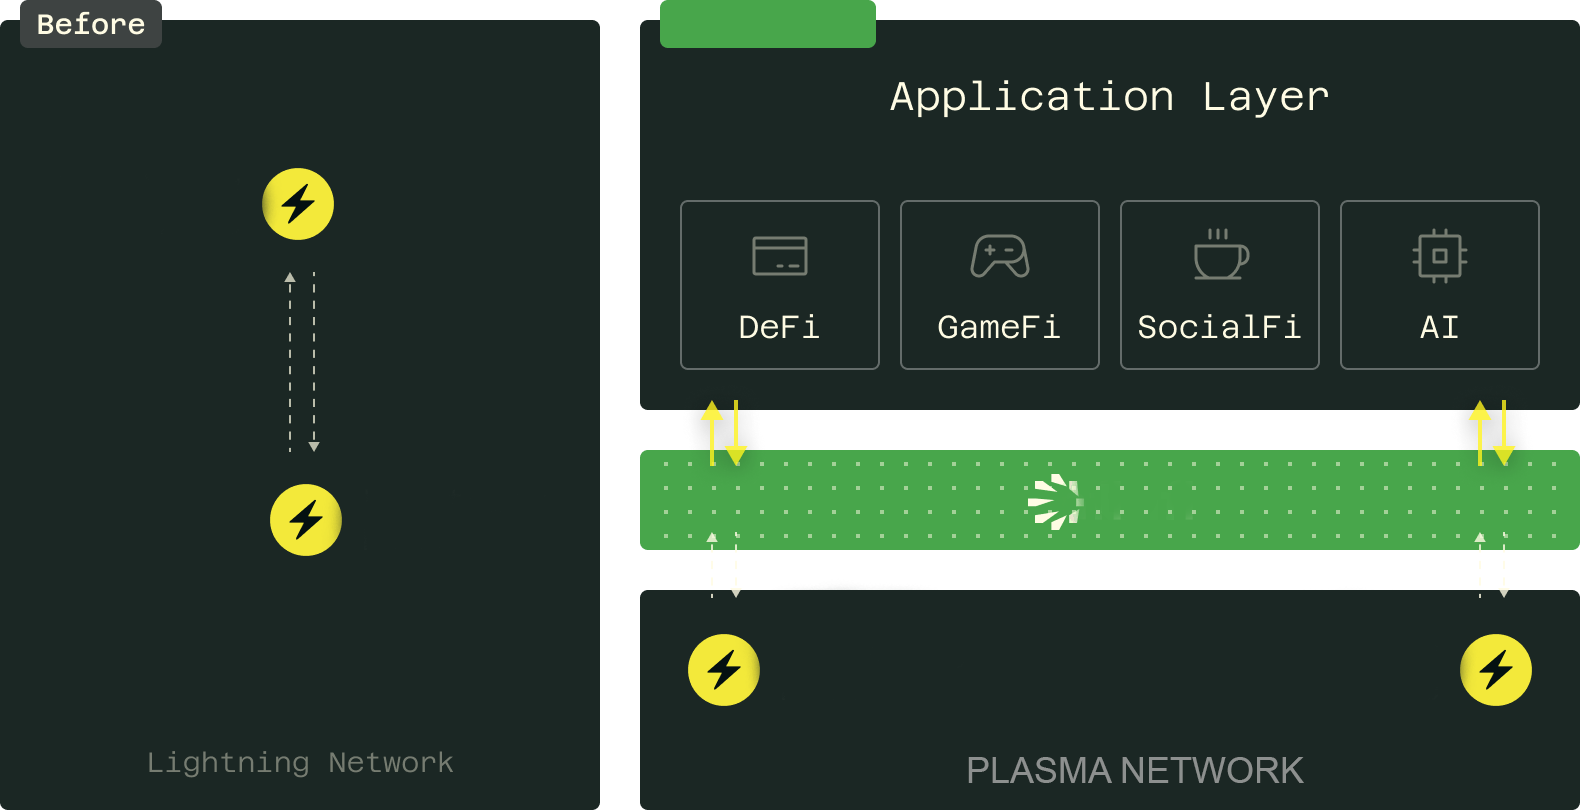 Before
Lightning Network
Application Layer
DeFi
GameFi
SocialFi
AI
PLASMA NETWORK